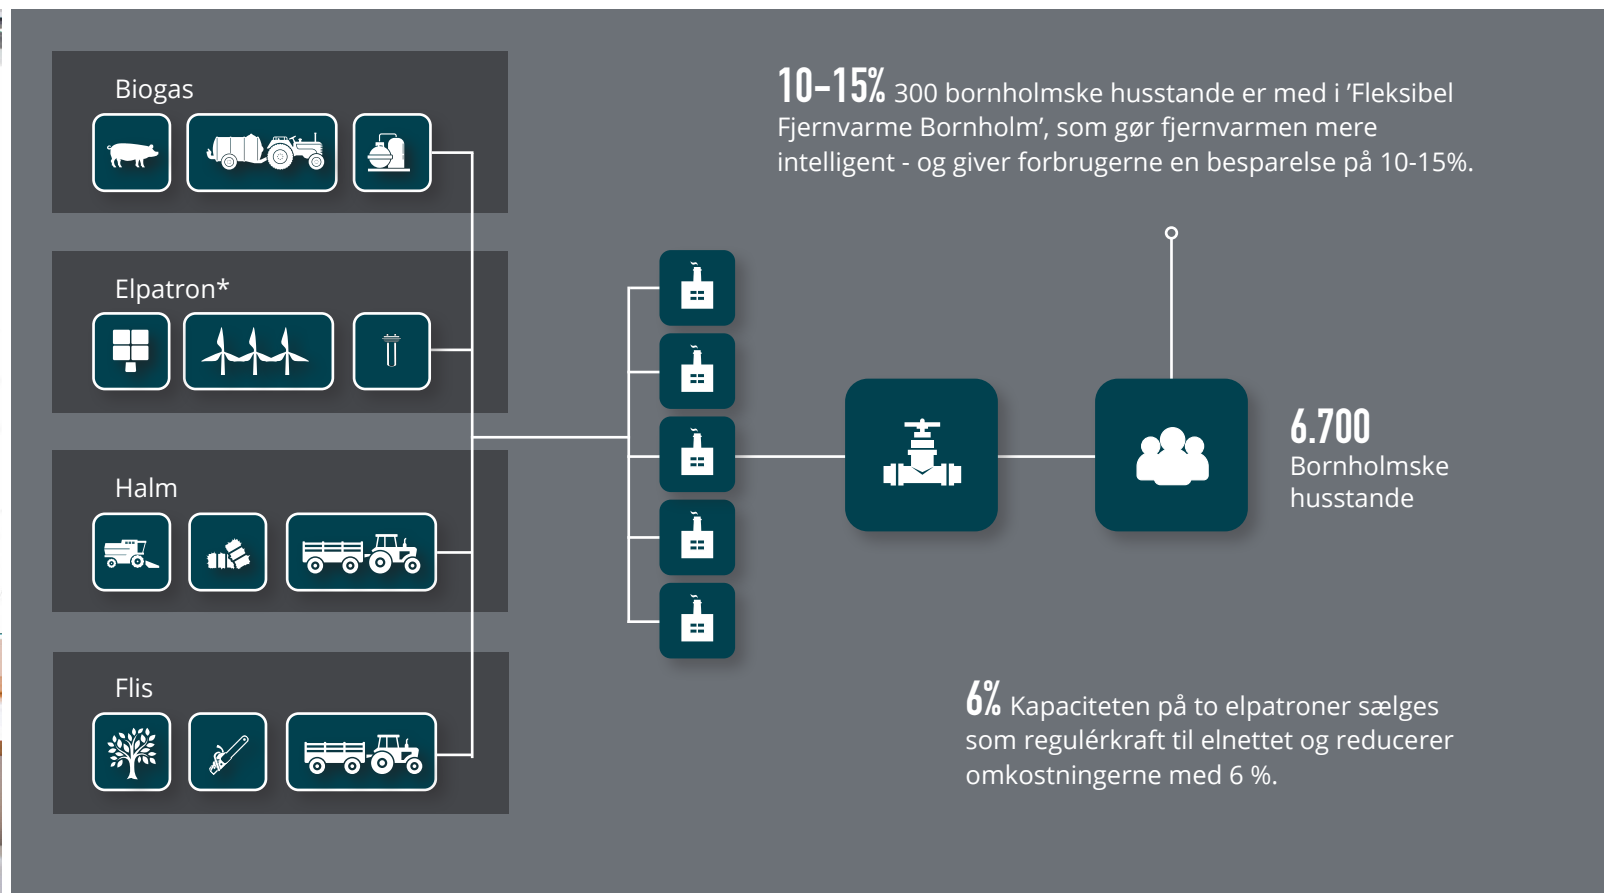 Biogas
10–15% 300 bornholmske husstande er med i ’Fleksibel
Fjernvarme Bornholm’, som gør fjernvarmen mere
intelligent - og giver forbrugerne en besparelse på 10-15%.
Elpatron*
Halm
6.700
Bornholmske
husstande
Flis
6% Kapaciteten på to elpatroner sælges
som regulérkraft til elnettet og reducerer
omkostningerne med 6 %.